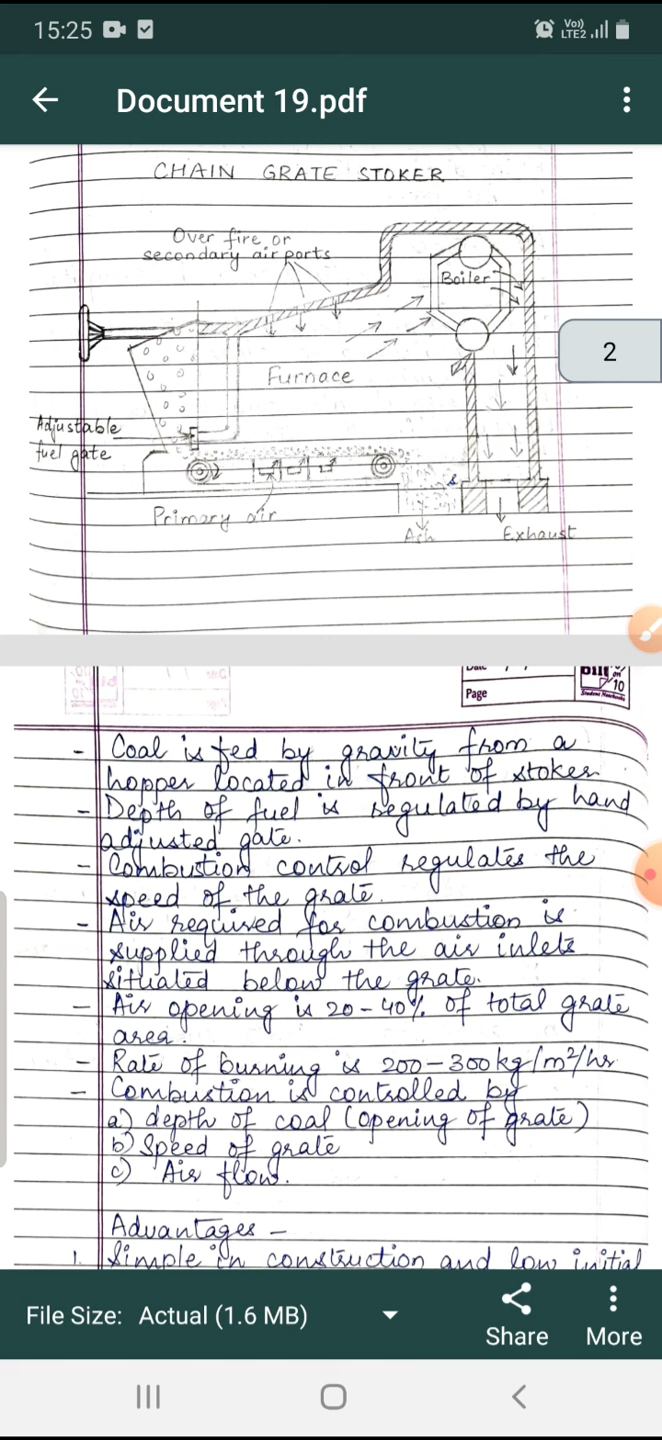 15:25
Vo))
LTE2
Document 19.pdf
CHAIN GRATE STOKER
Over fire or
secondary air ports
Boiler
2
Furnace
Adjustable
fuel gate
Primary air
Ash
Exhaust
Page
- Coal is fed by gravity from a
hopper located in front of stoker
- Depth of fuel is regulated by hand
adjusted gate.
- Combustion control regulates the
speed of the grate.
- Air required for combustion is
supplied through the air inlets
situated below the grate.
- Air opening is 20-40% of total grate
area.
- Rate of burning is 200-300 kg/m²/hr
- Combustion is controlled by
a) depth of coal (opening of grate)
b) Speed of grate
c) Air flow.
Advantages -
1. Simple in construction and low initial
File Size: Actual (1.6 MB)
Share
More